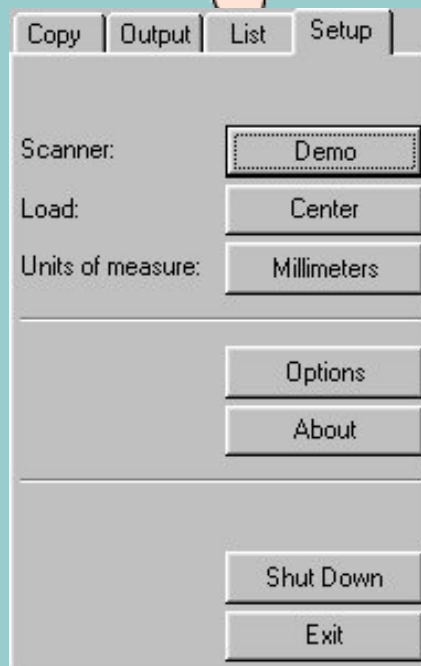 Copy Output List Setup
Scanner: Demo
Load: Center
Units of measure: Millimeters
Options
About
Shut Down
Exit